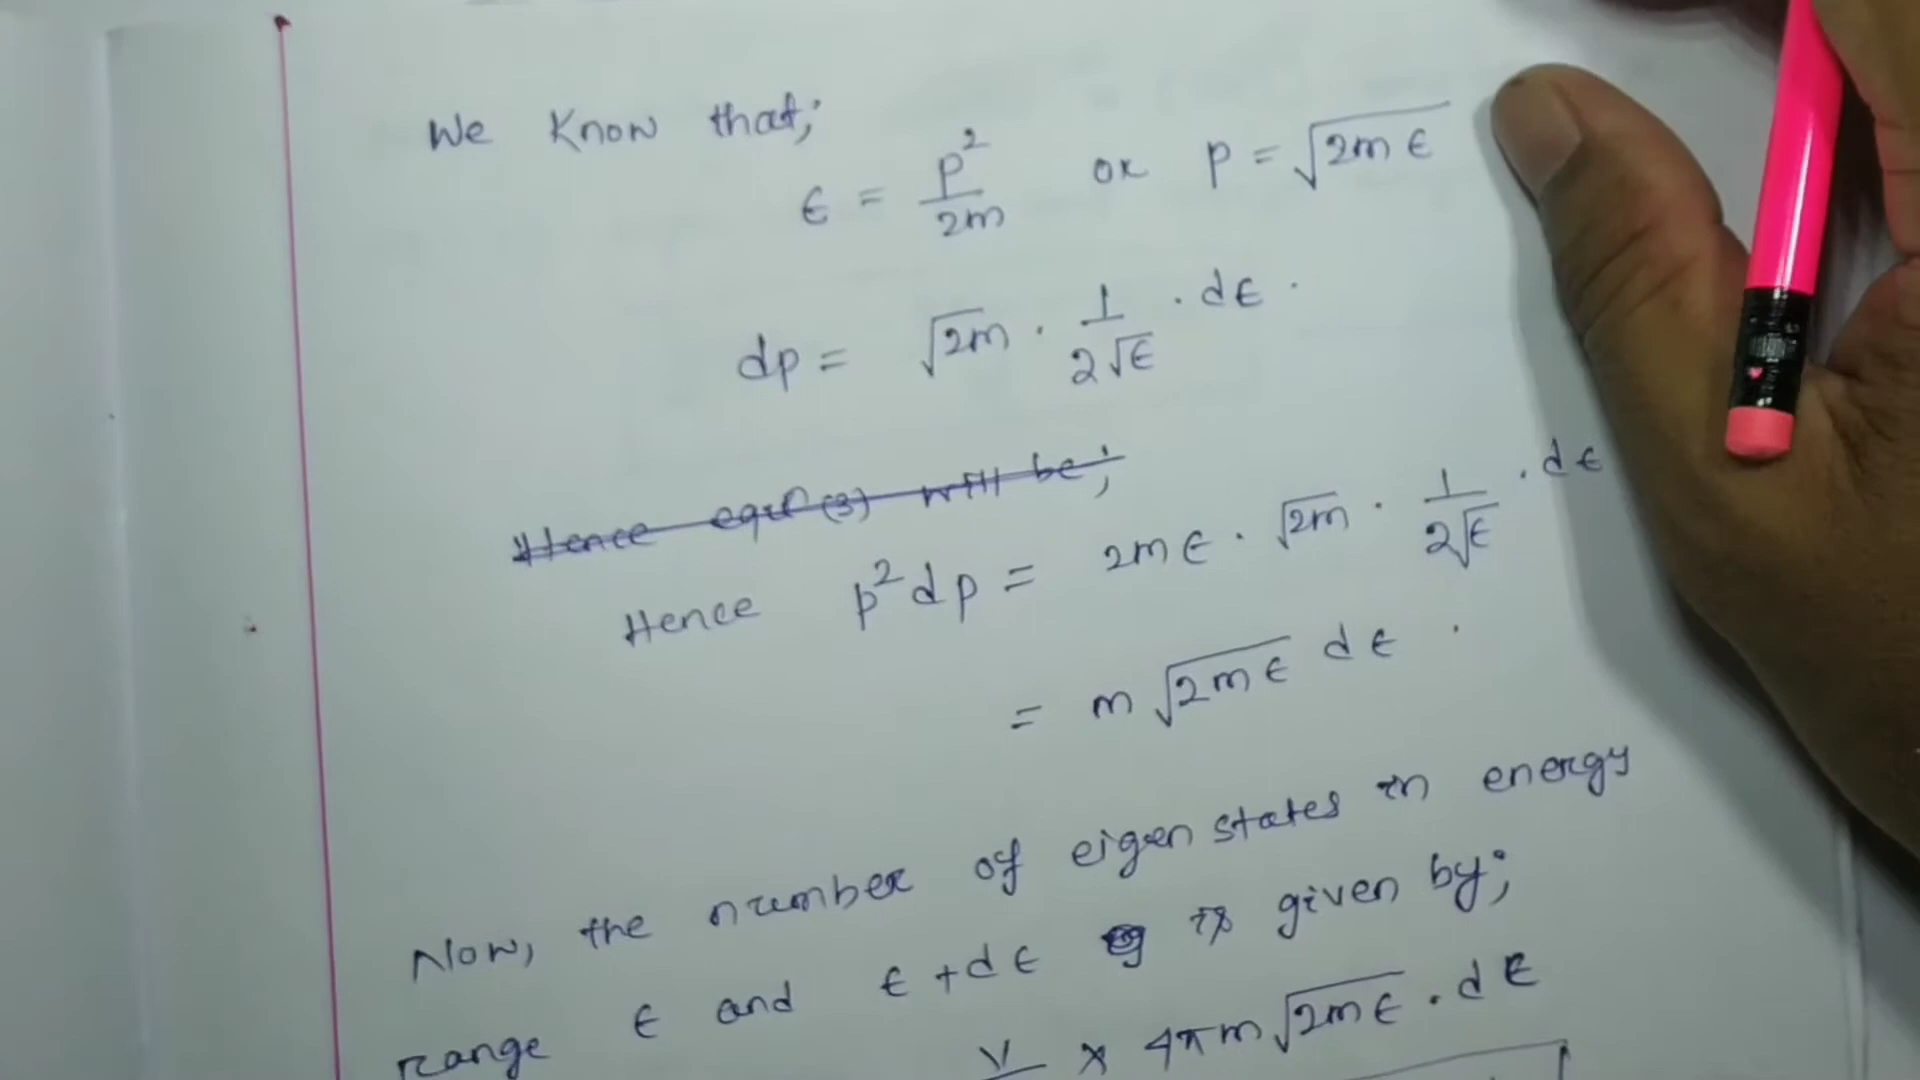 We Know that;
ϵ = p²/2m or p = √2mϵ
dp = √2m · 1/2√ϵ · dϵ ·
Hence eqn (3) will be;
Hence p²dp = 2mϵ · √2m · 1/2√ϵ · dϵ
= m √2mϵ dϵ ·
Now, the number of eigen states in energy
range ϵ and ϵ+dϵ is given by;
V × 4πm√2mϵ · dϵ